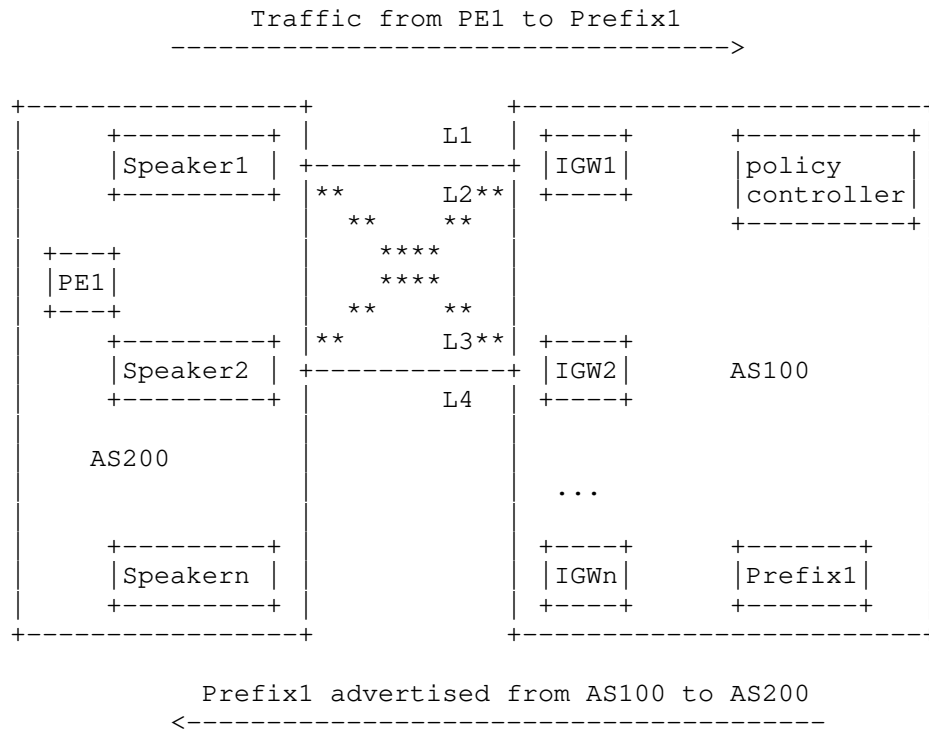 Traffic from PE1 to Prefix1
L1
Speaker1 IGW1 policy
L2 controller
PE1
L3
Speaker2 IGW2 AS100
L4
AS200
...
Speakern IGWn Prefix1
Prefix1 advertised from AS100 to AS200